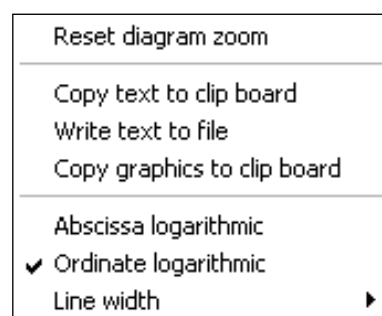 Reset diagram zoom
Copy text to clip board
Write text to file
Copy graphics to clip board
Abscissa logarithmic
Ordinate logarithmic
Line width